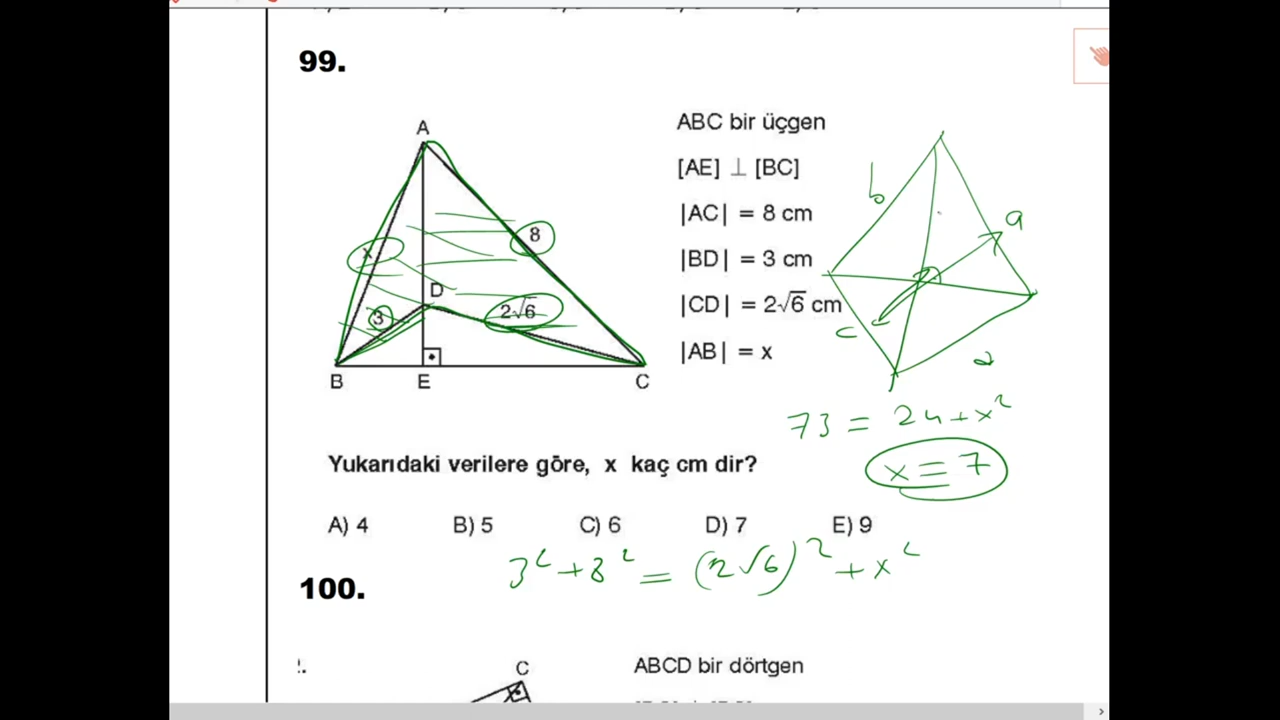 99.
A
ABC bir üçgen
[AE] ⊥ [BC]
|AC| = 8 cm
|BD| = 3 cm
|CD| = 2√6 cm
|AB| = x
x
8
D
3
2√6
B E C
b
a
c
d
73 = 24 + x²
x = 7
Yukarıdaki verilere göre, x kaç cm dir?
A) 4 B) 5 C) 6 D) 7 E) 9
3² + 8² = (2√6)² + x²
100.
C
ABCD bir dörtgen